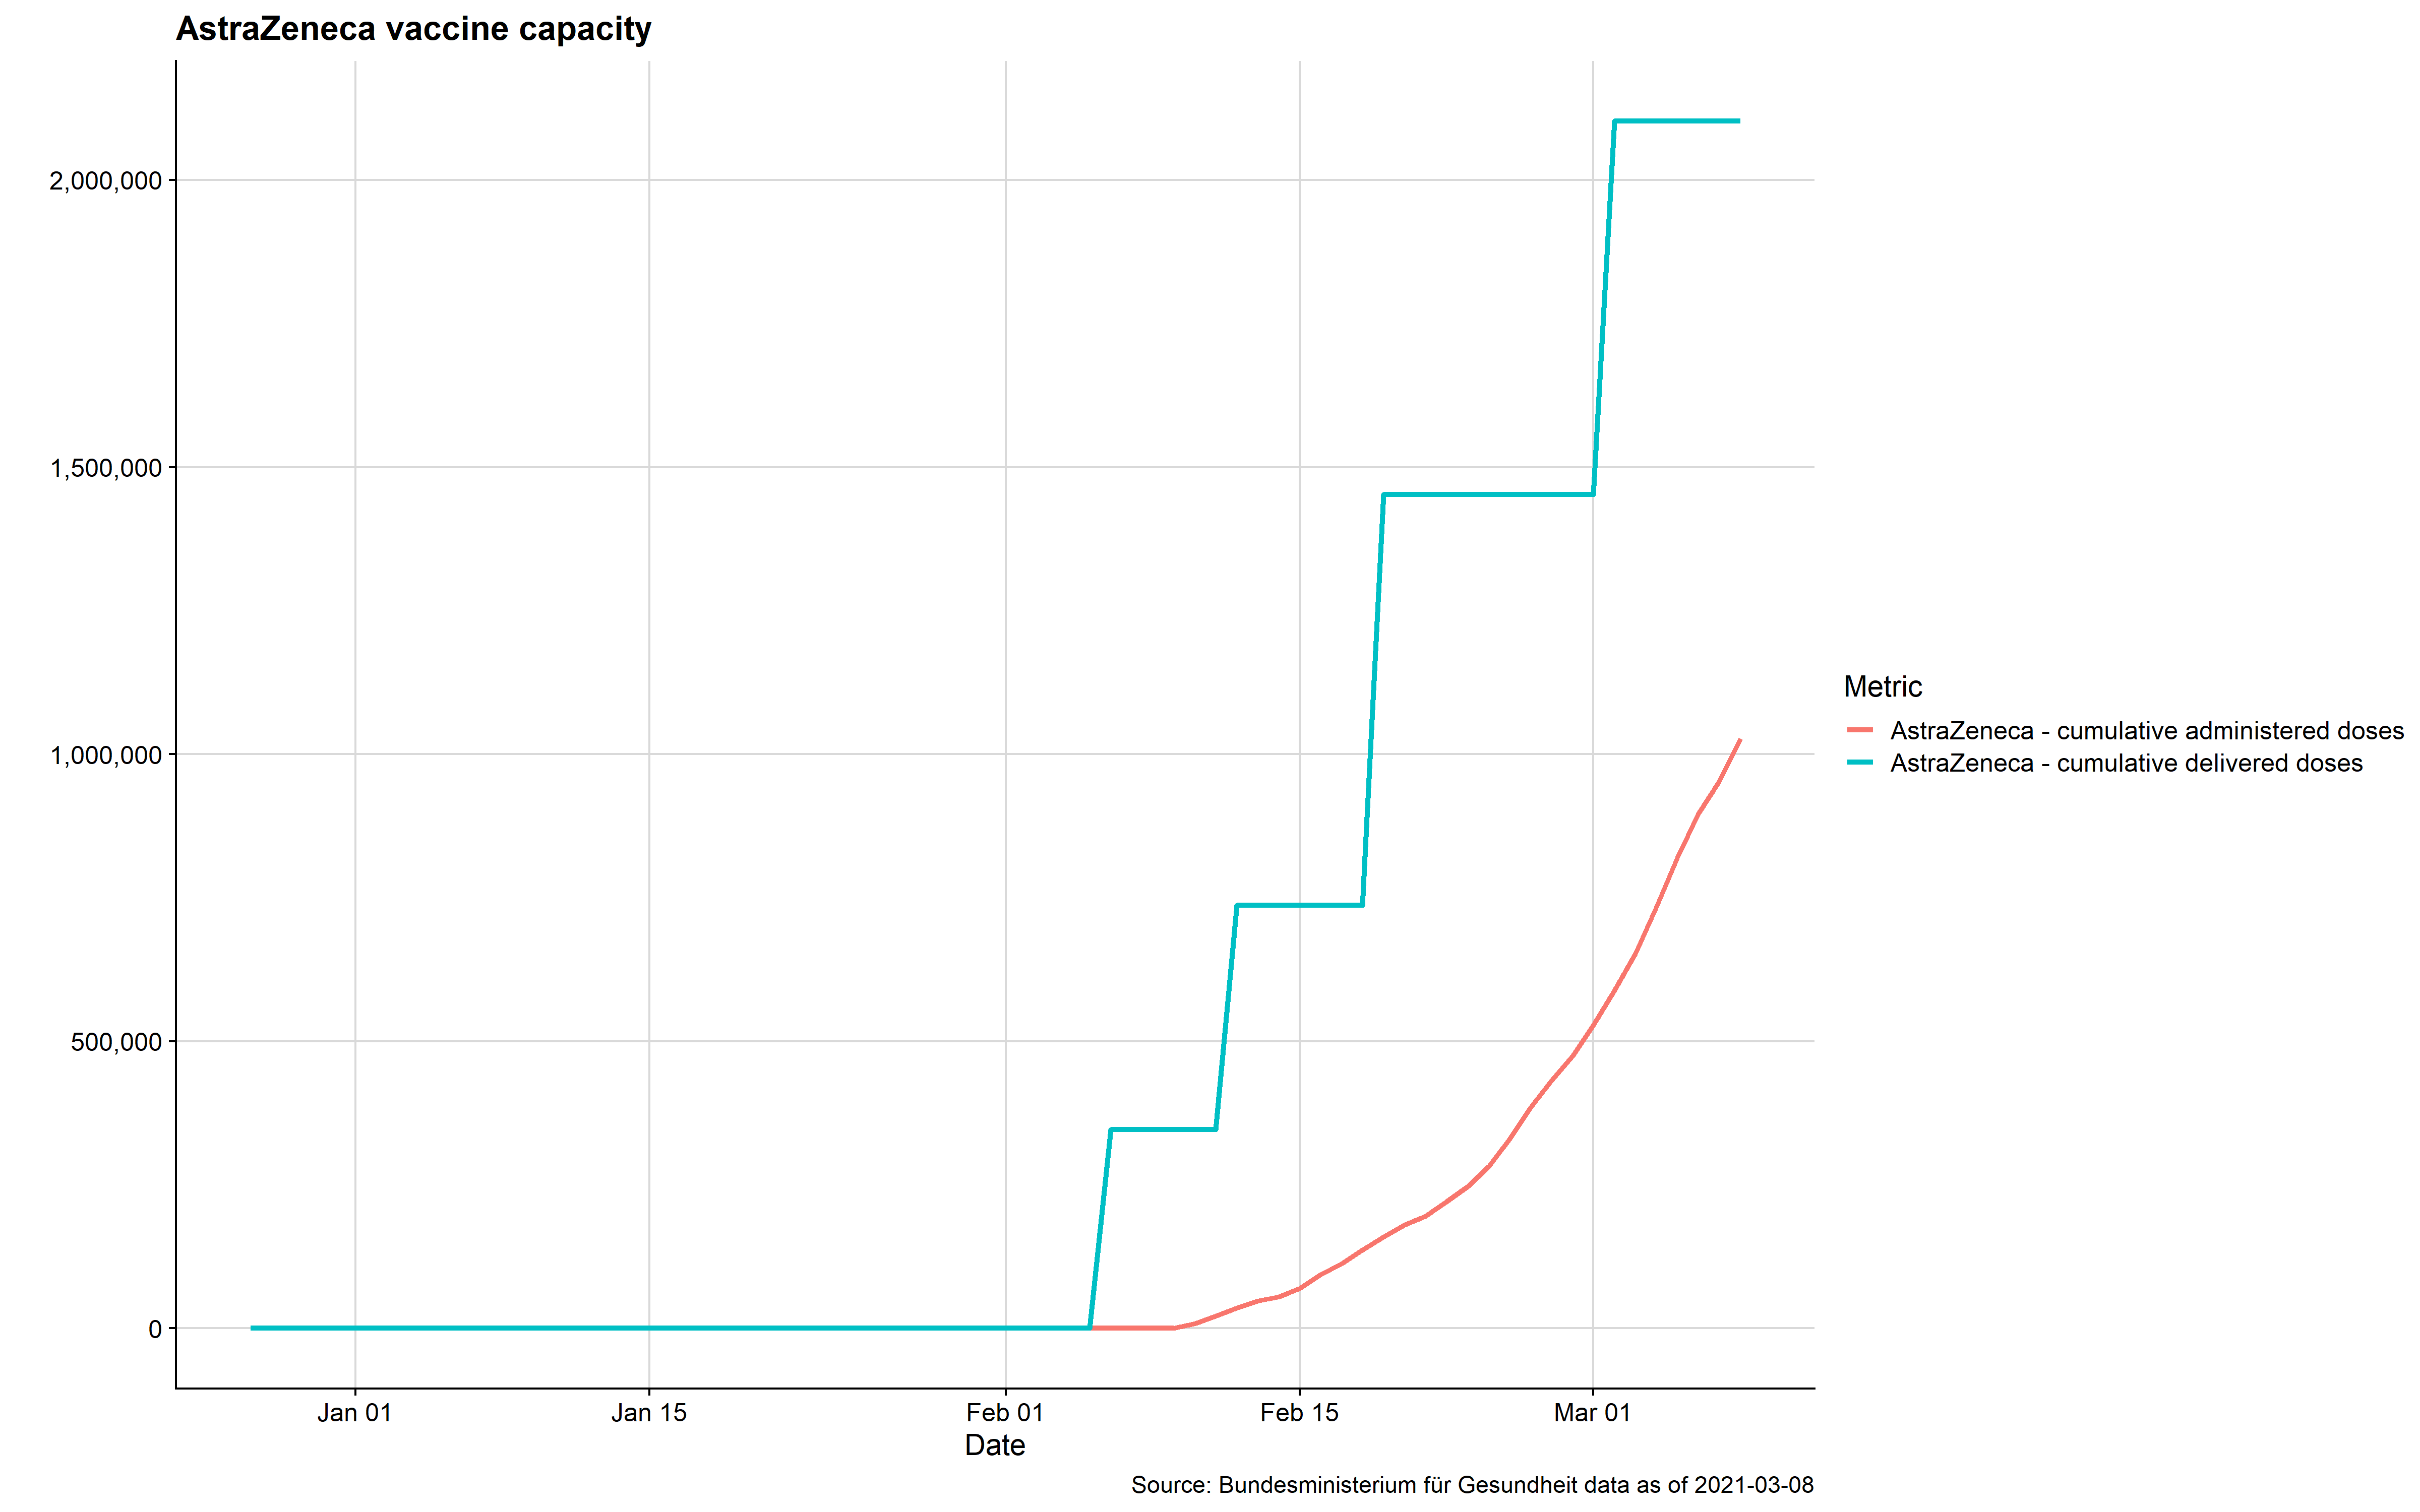 AstraZeneca vaccine capacity
2,000,000
1,500,000
1,000,000
500,000
0
Jan 01
Jan 15
Feb 01
Feb 15
Mar 01
Date
Metric
AstraZeneca - cumulative administered doses
AstraZeneca - cumulative delivered doses
Source: Bundesministerium für Gesundheit data as of 2021-03-08